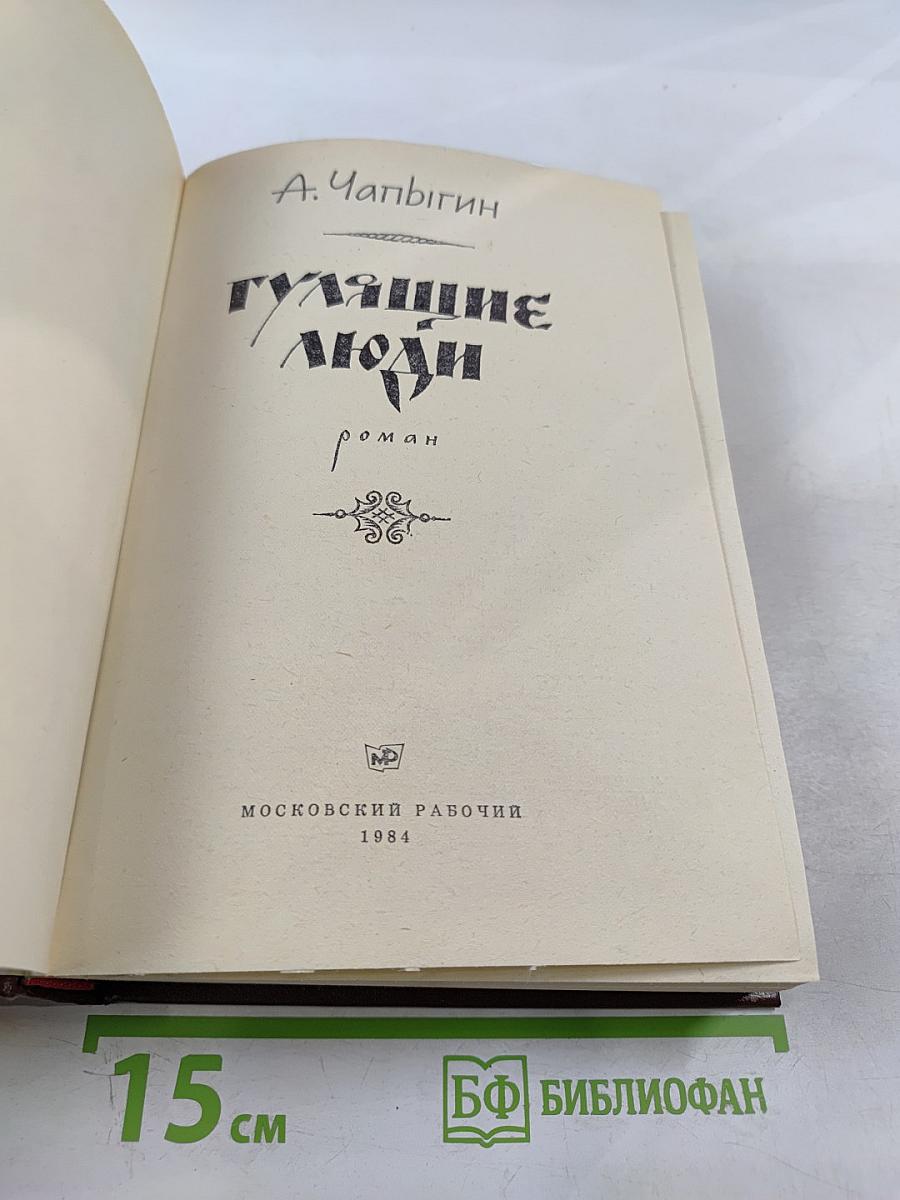 А. Чапыгин
ГУЛЯЩИЕ
ЛЮДИ
роман
МР
МОСКОВСКИЙ РАБОЧИЙ
1984
15 см
БФ БИБЛИОФАН